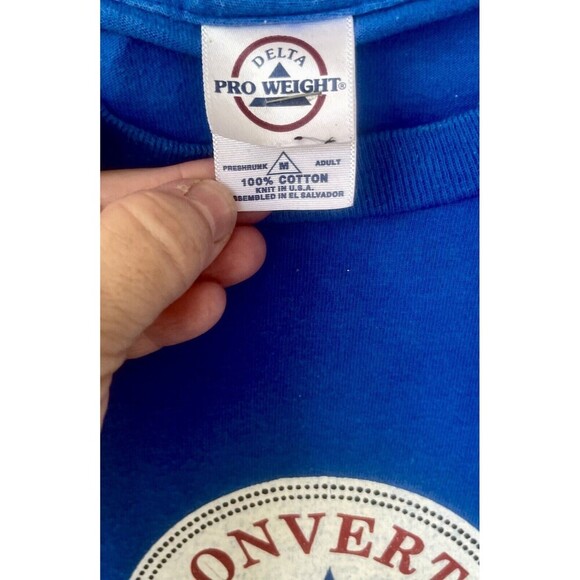 DELTA
PRO WEIGHT®
PRESHRUNK M ADULT
100% COTTON
KNIT IN U.S.A.
SSEMBLED IN EL SALVADOR
ONVERT